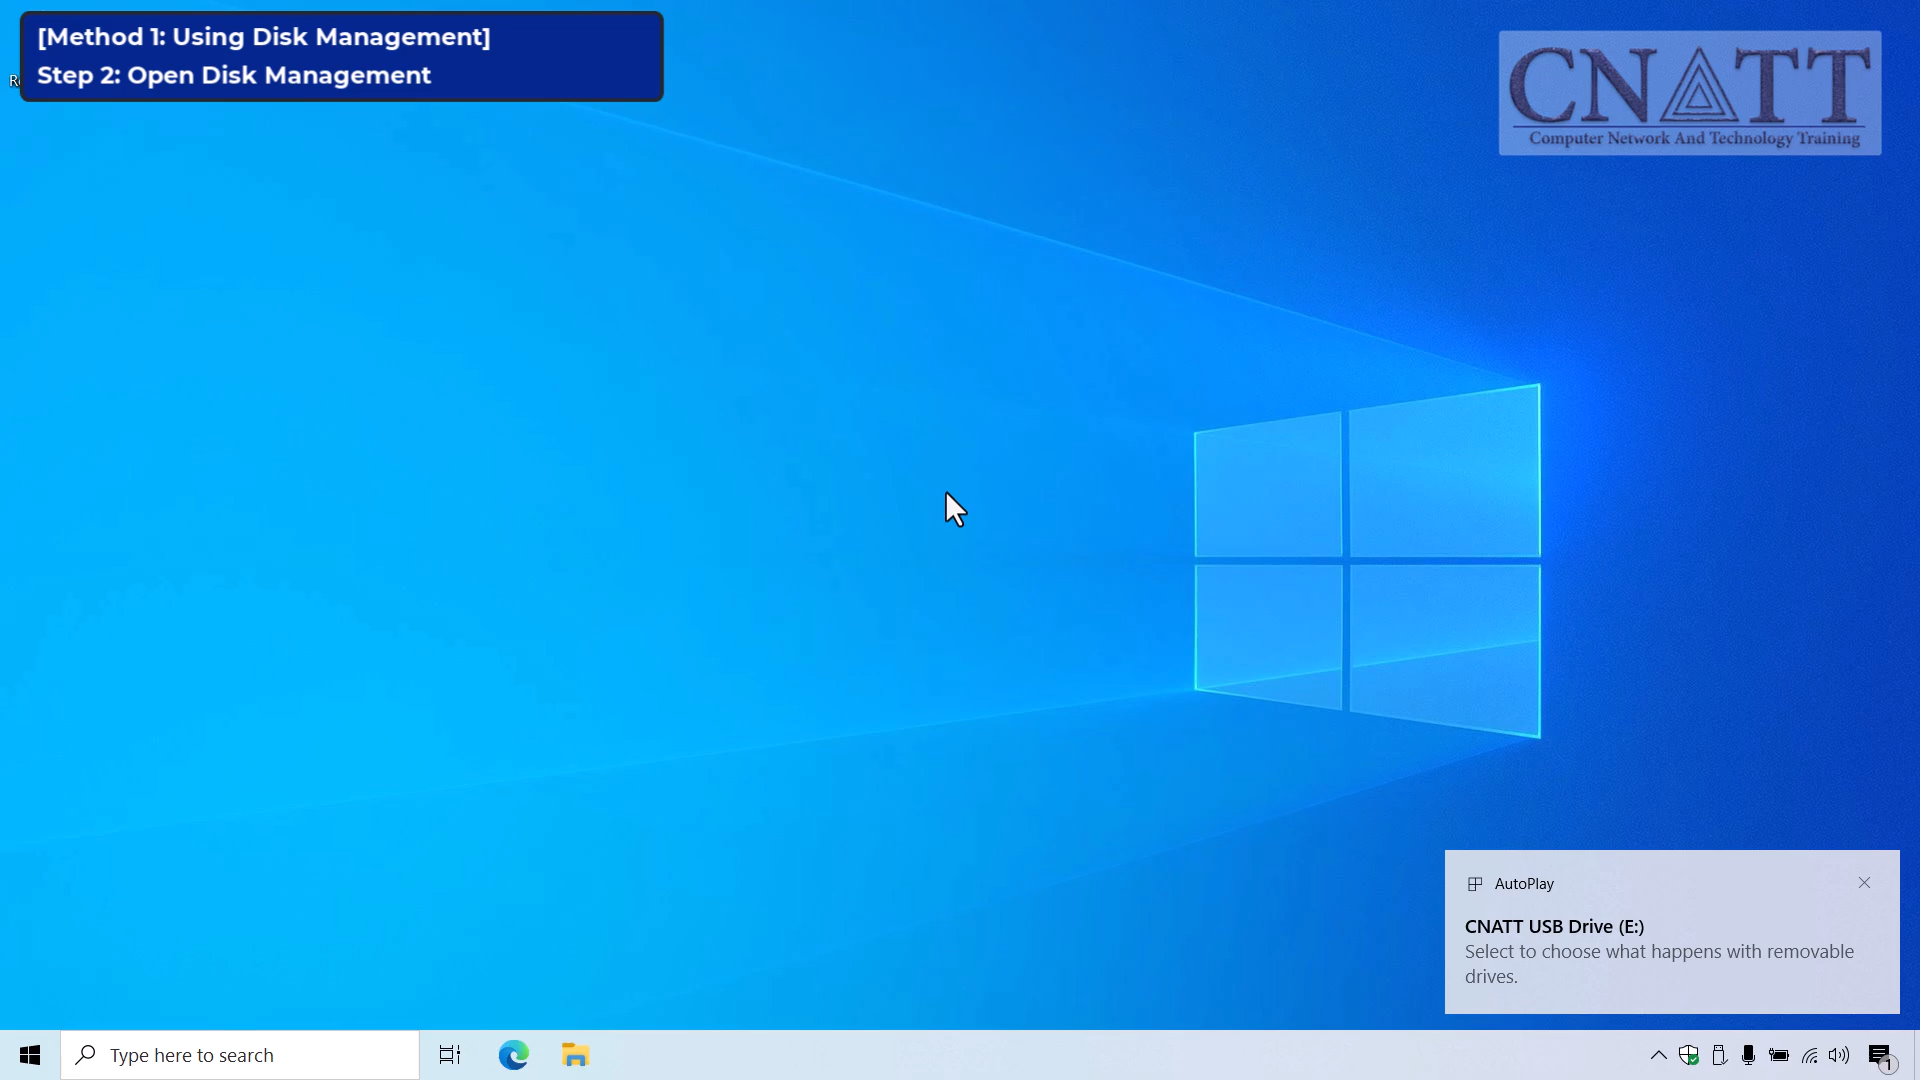 [Method 1: Using Disk Management]
Step 2: Open Disk Management
CNATT
Computer Network And Technology Training
AutoPlay
CNATT USB Drive (E:)
Select to choose what happens with removable
drives.
Type here to search
1